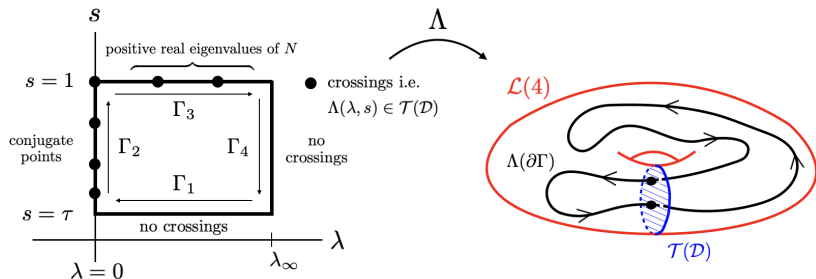 s
positive real eigenvalues of N
s = 1
Γ₃
conjugate
points
Γ₂
Γ₄
no
crossings
Γ₁
s = τ
no crossings
λ = 0
λ∞
λ
crossings i.e.
Λ(λ, s) ∈ 𝒯(𝒟)
Λ
ℒ(4)
Λ(∂Γ)
𝒯(𝒟)